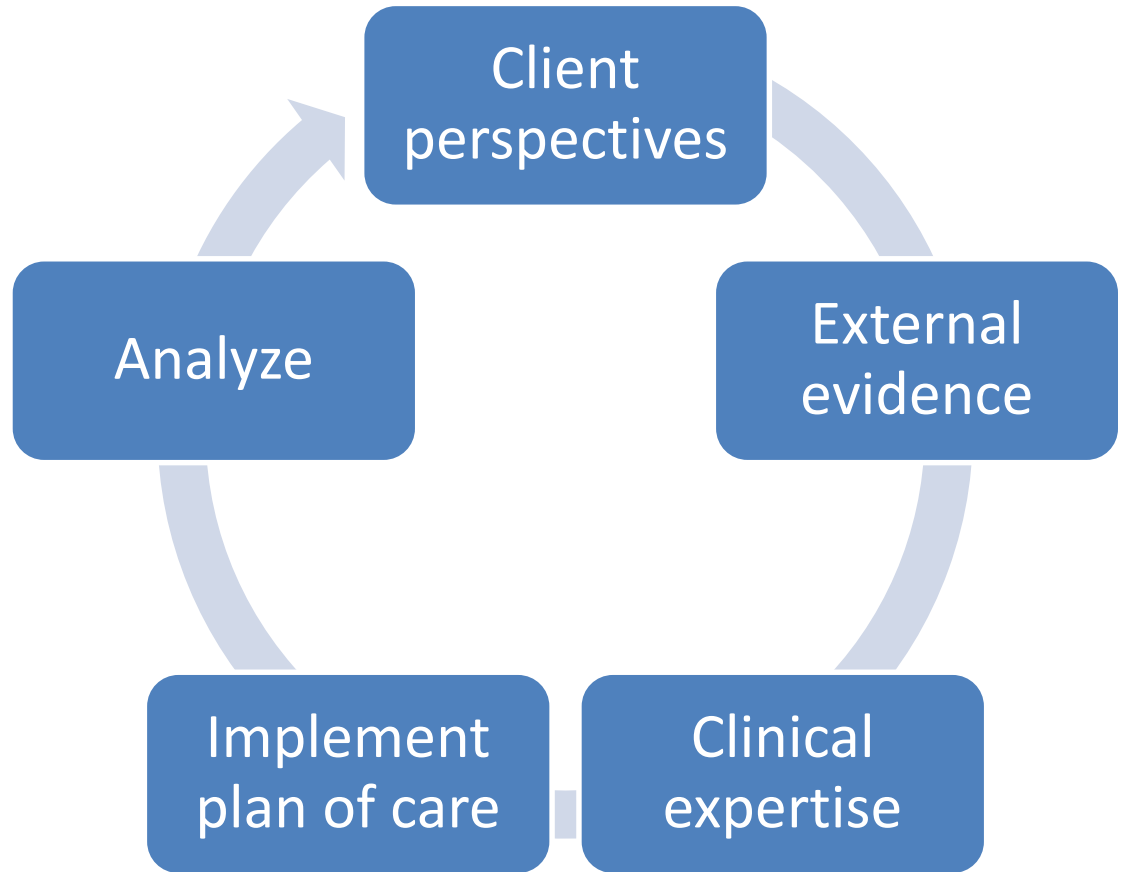 Client
perspectives
External
evidence
Clinical
expertise
Implement
plan of care
Analyze